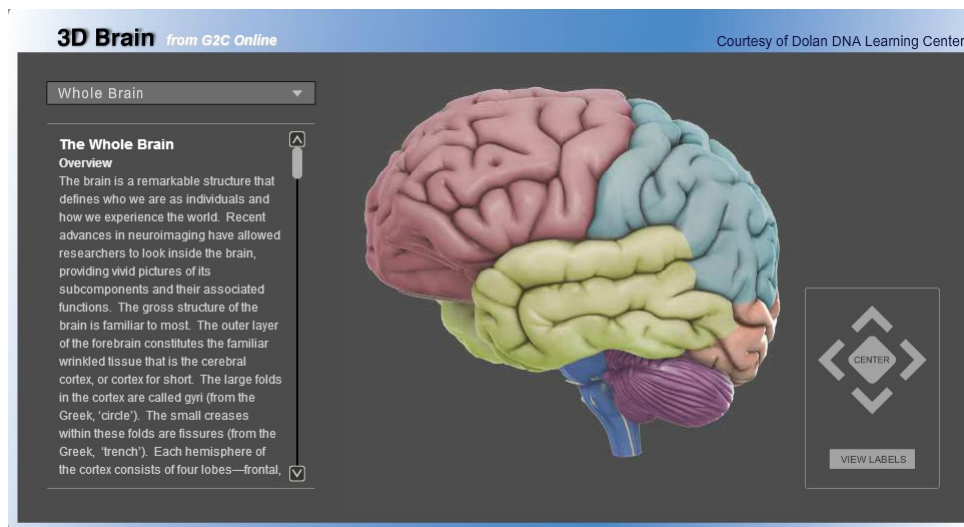 3D Brain from G2C Online
Courtesy of Dolan DNA Learning Center
Whole Brain
The Whole Brain
Overview
The brain is a remarkable structure that
defines who we are as individuals and
how we experience the world. Recent
advances in neuroimaging have allowed
researchers to look inside the brain,
providing vivid pictures of its
subcomponents and their associated
functions. The gross structure of the
brain is familiar to most. The outer layer
of the forebrain constitutes the familiar
wrinkled tissue that is the cerebral
cortex, or cortex for short. The large folds
in the cortex are called gyri (from the
Greek, ‘circle’). The small creases
within these folds are fissures (from the
Greek, ‘trench’). Each hemisphere of
the cortex consists of four lobes—frontal,
CENTER
VIEW LABELS